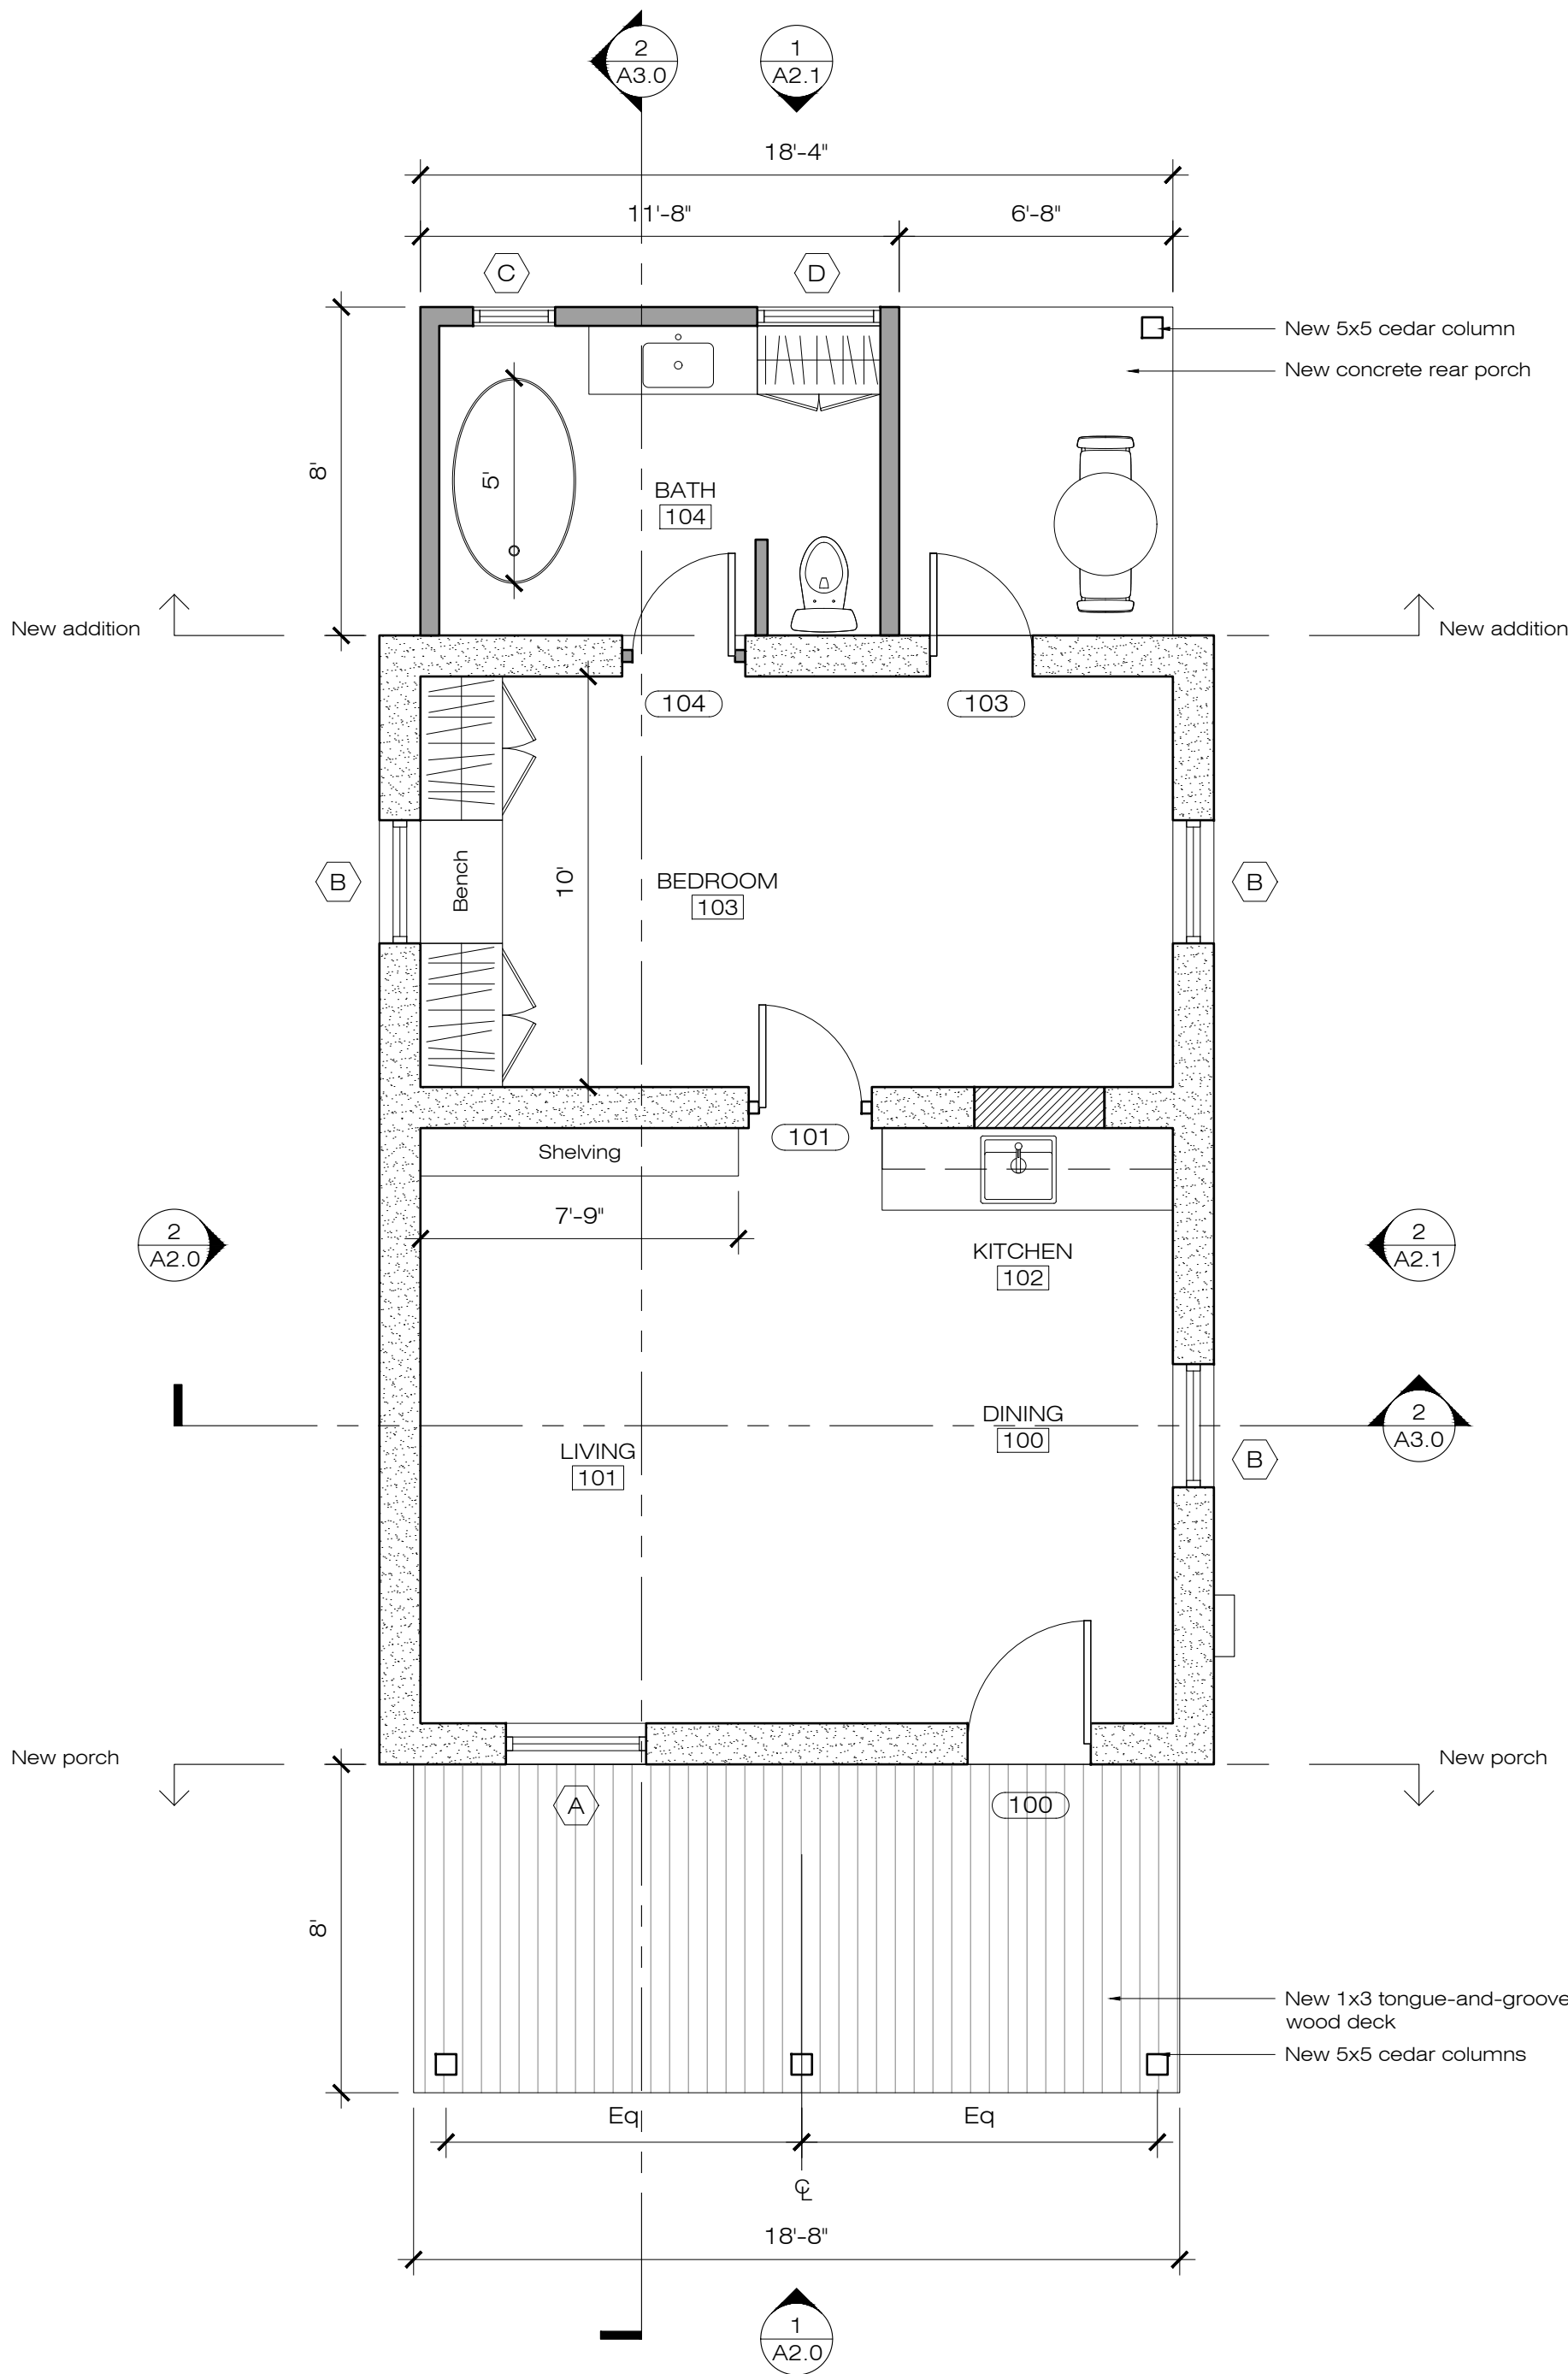 2
A3.0
1
A2.1
18'-4"
11'-8"
6'-8"
C
D
New 5x5 cedar column
New concrete rear porch
8'
5'
BATH
104
New addition
New addition
104
103
B
Bench
10'
BEDROOM
103
B
101
Shelving
7'-9"
2
A2.0
KITCHEN
102
2
A2.1
DINING
100
2
A3.0
LIVING
101
B
New porch
New porch
A
100
8'
New 1x3 tongue-and-groove
wood deck
New 5x5 cedar columns
Eq
Eq
CL
18'-8"
1
A2.0